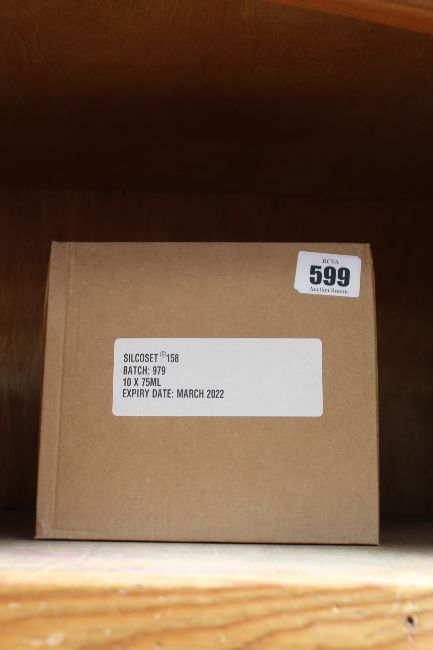 RCVA
599
Auction Rooms
SILCOSET ® 158
BATCH: 979
10 X 75ML
EXPIRY DATE: MARCH 2022